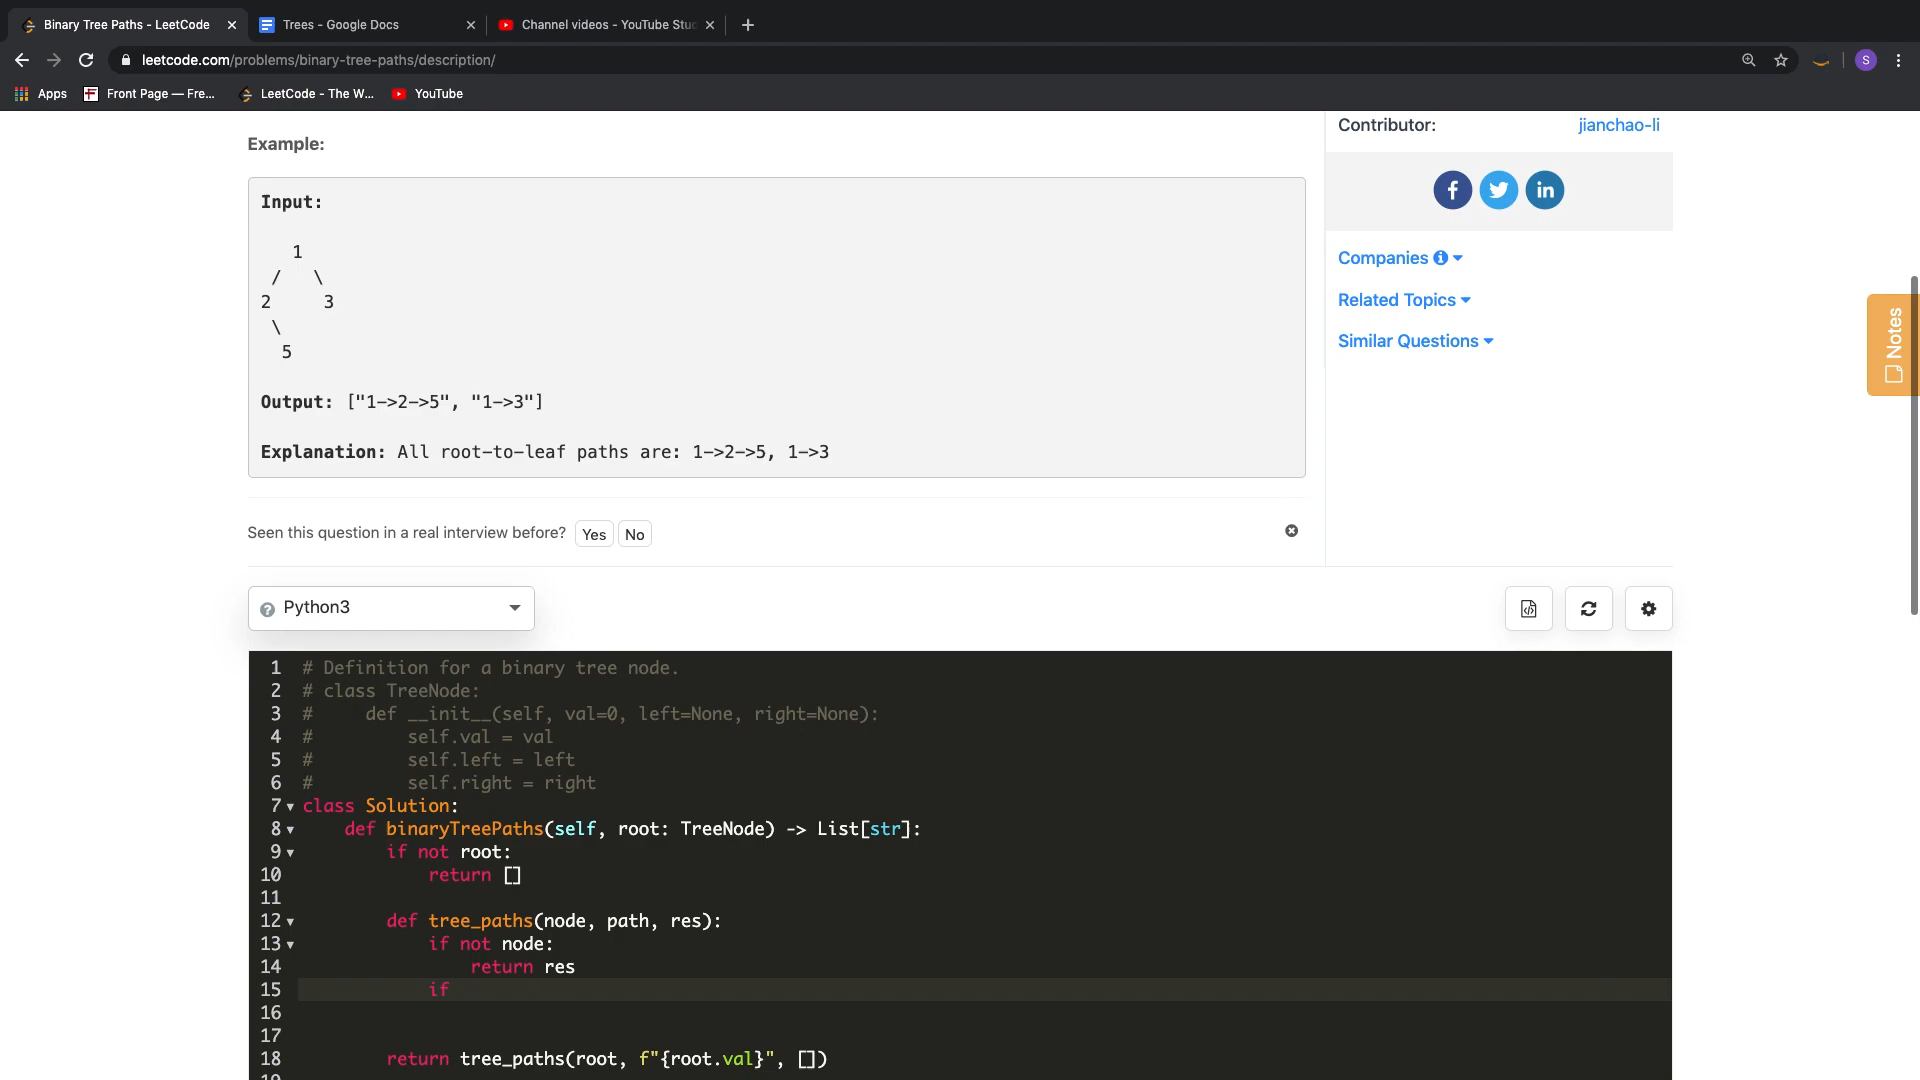 Binary Tree Paths - LeetCode
Trees - Google Docs
Channel videos - YouTube Stu
leetcode.com/problems/binary-tree-paths/description/
S
Apps
Front Page — Fre...
LeetCode - The W...
YouTube
Example:
Contributor:
jianchao-li
Input:
1
/ \
2 3
\
5
Output: ["1->2->5", "1->3"]
Explanation: All root-to-leaf paths are: 1->2->5, 1->3
Companies
Related Topics
Similar Questions
Notes
Seen this question in a real interview before? Yes No
Python3
1 # Definition for a binary tree node.
2 # class TreeNode:
3 #     def __init__(self, val=0, left=None, right=None):
4 #         self.val = val
5 #         self.left = left
6 #         self.right = right
7 class Solution:
8     def binaryTreePaths(self, root: TreeNode) -> List[str]:
9         if not root:
10             return []
11
12         def tree_paths(node, path, res):
13             if not node:
14                 return res
15             if
16
17
18         return tree_paths(root, f"{root.val}", [])